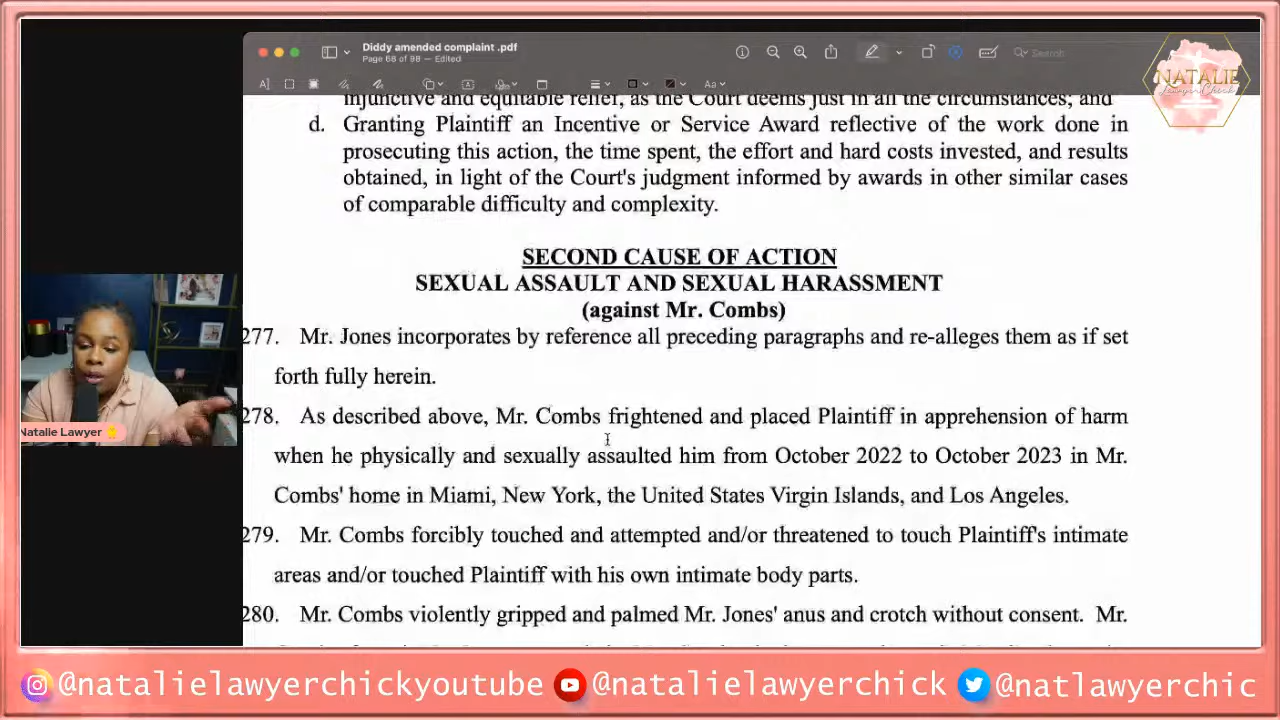 Diddy amended complaint .pdf
Page 68 of 98 — Edited
Search
NATALIE
LawyerChick
injunctive and equitable relief, as the Court deems just in all the circumstances; and
d. Granting Plaintiff an Incentive or Service Award reflective of the work done in
prosecuting this action, the time spent, the effort and hard costs invested, and results
obtained, in light of the Court's judgment informed by awards in other similar cases
of comparable difficulty and complexity.
SECOND CAUSE OF ACTION
SEXUAL ASSAULT AND SEXUAL HARASSMENT
(against Mr. Combs)
277. Mr. Jones incorporates by reference all preceding paragraphs and re-alleges them as if set
forth fully herein.
278. As described above, Mr. Combs frightened and placed Plaintiff in apprehension of harm
when he physically and sexually assaulted him from October 2022 to October 2023 in Mr.
Combs' home in Miami, New York, the United States Virgin Islands, and Los Angeles.
279. Mr. Combs forcibly touched and attempted and/or threatened to touch Plaintiff's intimate
areas and/or touched Plaintiff with his own intimate body parts.
280. Mr. Combs violently gripped and palmed Mr. Jones' anus and crotch without consent. Mr.
Natalie Lawyer
@natalielawyerchickyoutube
@natalielawyerchick
@natlawyerchic